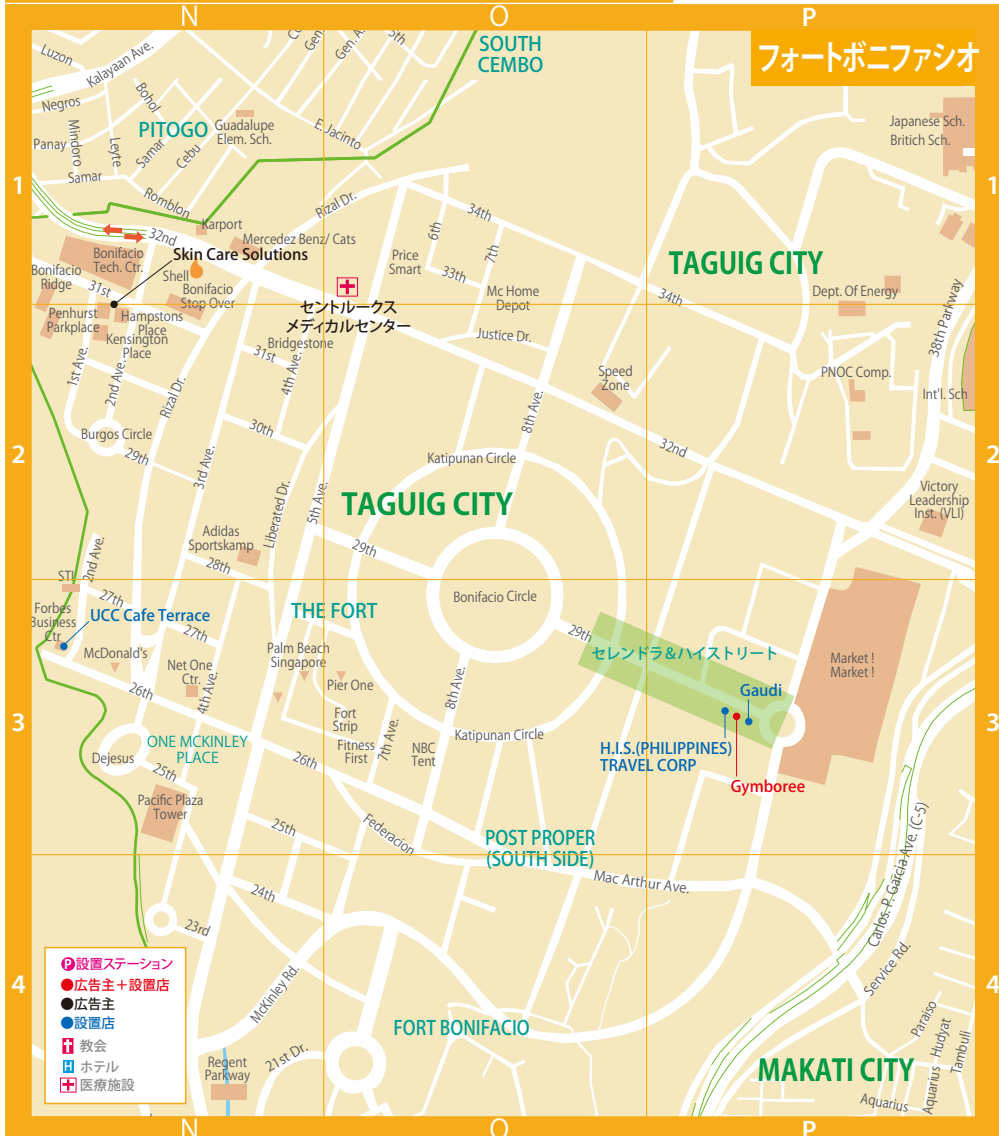 N
O
P
フォートボニファシオ
SOUTH
CEMBO
Luzon
Kalayaan Ave.
Gen.
Gen. A
5th
Negros
Bohol
PITOGO
Guadalupe
Elem. Sch.
E. Jacinto
Japanese Sch.
Britich Sch.
Panay
Mindoro
Leyte
Samar
Cebu
Samar
1
1
Romblon
Rizal Dr.
Karport
32nd
Mercedez Benz/ Cats
34th
6th
7th
Bonifacio
Tech. Ctr.
Skin Care Solutions
Price
Smart
33th
TAGUIG CITY
Bonifacio
Ridge
31st
Shell
Bonifacio
Stop Over
Mc Home
Depot
34th
Dept. Of Energy
38th Parkway
Penhurst
Parkplace
Hampstons
Place
セントルークス
メディカルセンター
Kensington
Place
Bridgestone
Justice Dr.
1st Ave.
2nd Ave.
Rizal Dr.
31st
4th Ave.
Speed
Zone
PNOC Comp.
Int'l. Sch
8th Ave.
Burgos Circle
30th
32nd
2
2
29th
3rd Ave.
Katipunan Circle
Liberated Dr.
5th Ave.
TAGUIG CITY
Victory
Leadership
Inst. (VLI)
Adidas
Sportskamp
29th
28th
2nd Ave.
STI
27th
Bonifacio Circle
THE FORT
Forbes
Business
Ctr
UCC Cafe Terrace
27th
29th
McDonald's
Palm Beach
Singapore
セレンドラ&ハイストリート
Market !
Market !
Net One
Ctr.
4th Ave.
Pier One
8th Ave.
Gaudi
26th
Fort
Strip
7th Ave.
3
3
Katipunan Circle
H.I.S.(PHILIPPINES)
TRAVEL CORP
ONE MCKINLEY
PLACE
Fitness
First
NBC
Tent
Dejesus
26th
25th
Gymboree
Pacific Plaza
Tower
25th
Federacion
POST PROPER
(SOUTH SIDE)
Carlos. P. Garcia Ave. (C-5)
Mac Arthur Ave.
24th
23rd
Service Rd.
P設置ステーション
広告主＋設置店
広告主
設置店
教会
H ホテル
医療施設
4
4
McKinley Rd.
FORT BONIFACIO
Paraiso
Hudyat
Tambuli
Aquarius
Regent
Parkway
21st Dr.
MAKATI CITY
Aquarius
N
O
P